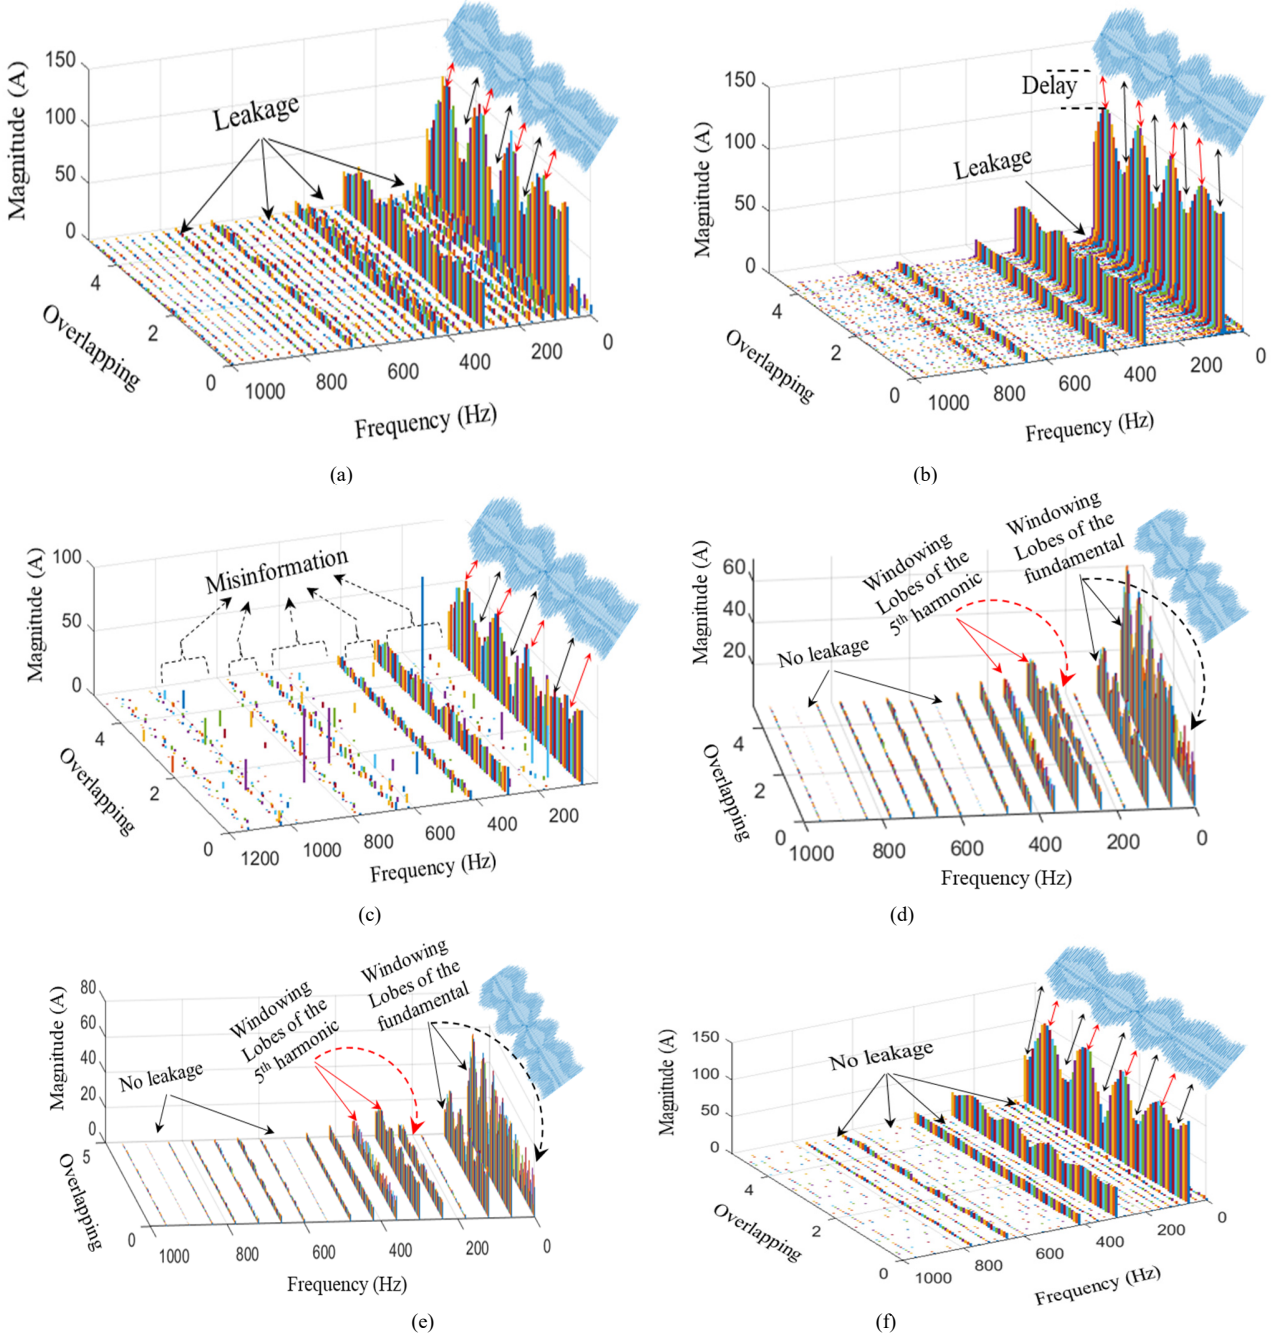 Magnitude (A)
150
100
50
0
Leakage
4
2
0
Overlapping
1000
800
600
400
200
0
Frequency (Hz)
(a)
Magnitude (A)
150
100
50
0
Delay
Leakage
4
2
0
Overlapping
1000
800
600
400
200
0
Frequency (Hz)
(b)
Magnitude (A)
100
50
0
Misinformation
4
2
0
Overlapping
1200
1000
800
600
400
200
Frequency (Hz)
(c)
Magnitude (A)
60
40
20
No leakage
Windowing
Lobes of the
5th harmonic
Windowing
Lobes of the
fundamental
4
2
0
Overlapping
1000
800
600
400
200
0
Frequency (Hz)
(d)
Magnitude (A)
80
60
40
20
0
No leakage
Windowing
Lobes of the
5th harmonic
Windowing
Lobes of the
fundamental
5
0
Overlapping
1000
800
600
400
200
0
Frequency (Hz)
(e)
Magnitude (A)
150
100
50
0
No leakage
4
2
0
Overlapping
1000
800
600
400
200
0
Frequency (Hz)
(f)